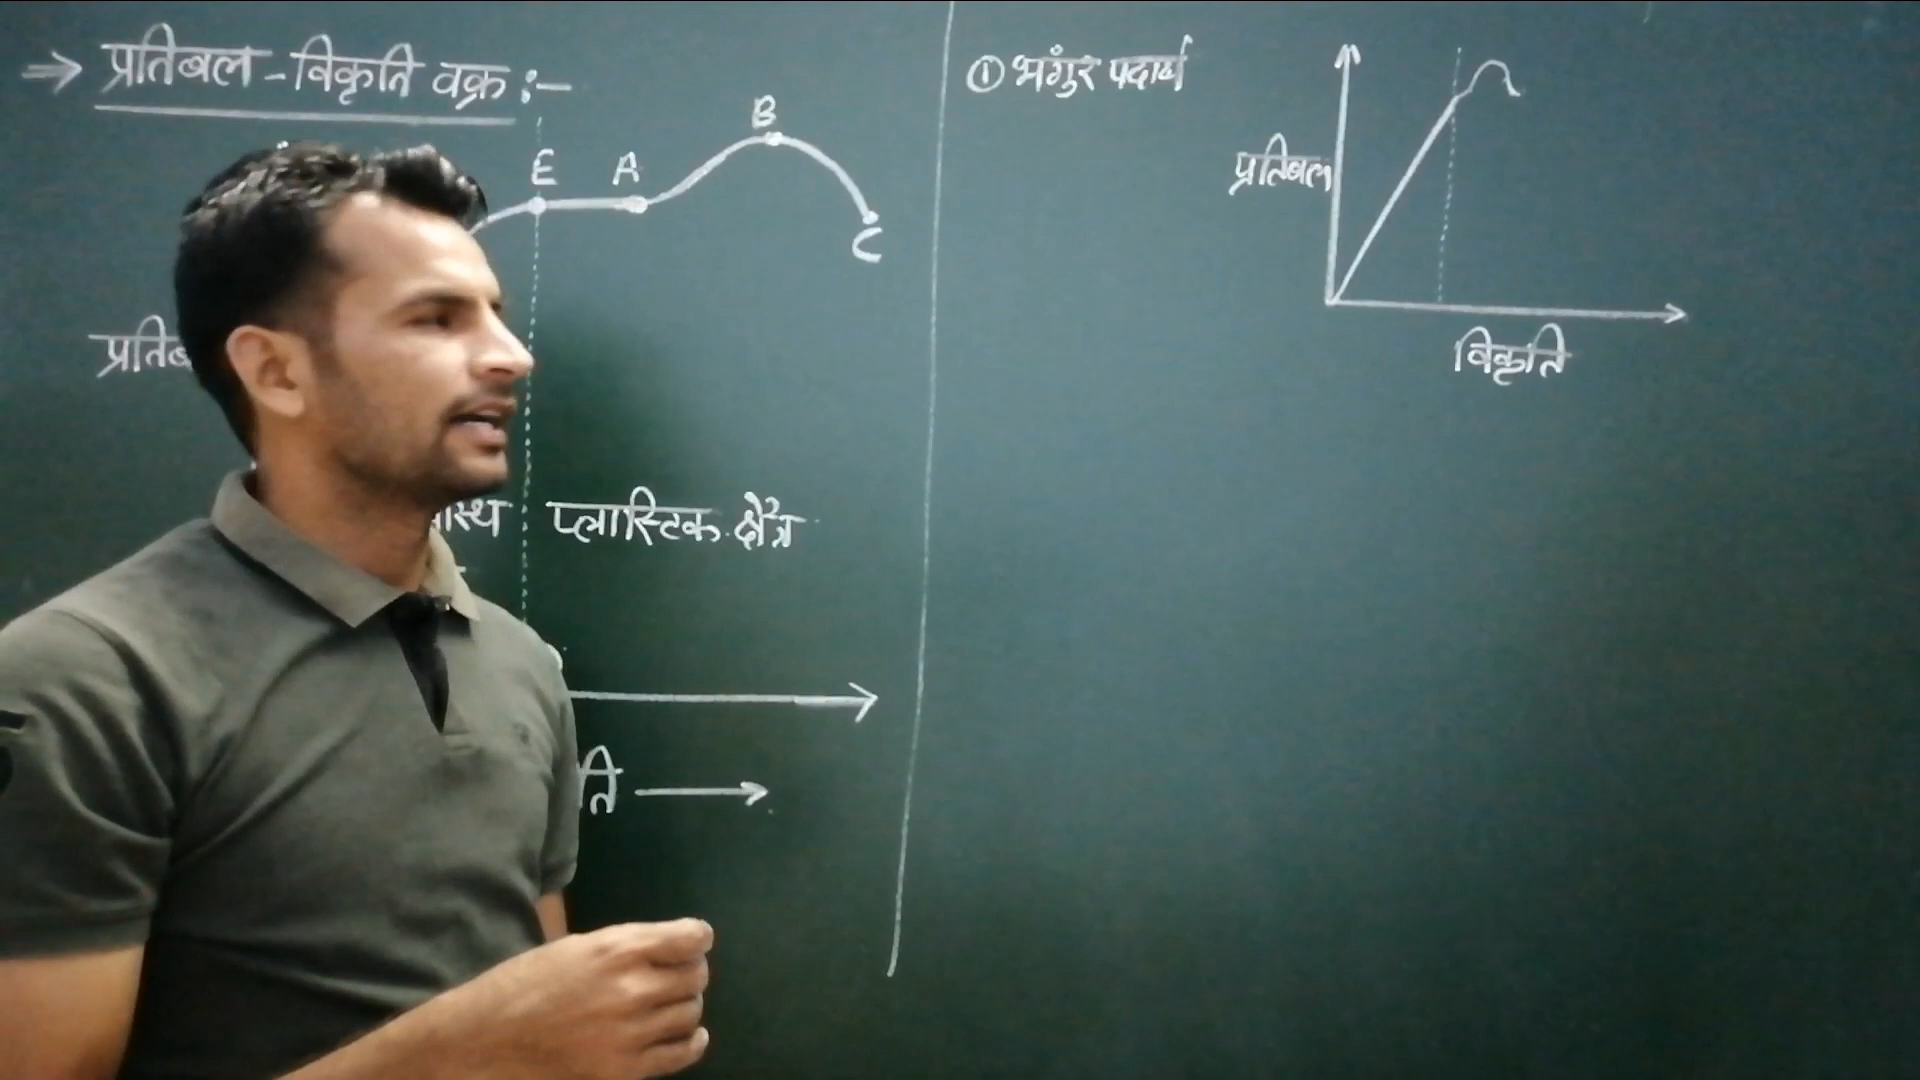 ⇒ प्रतिबल-विकृति वक्र :-
B
E A
C
प्लास्टिक क्षेत्र
① भंगुर पदार्थ
प्रतिबल
विकृति